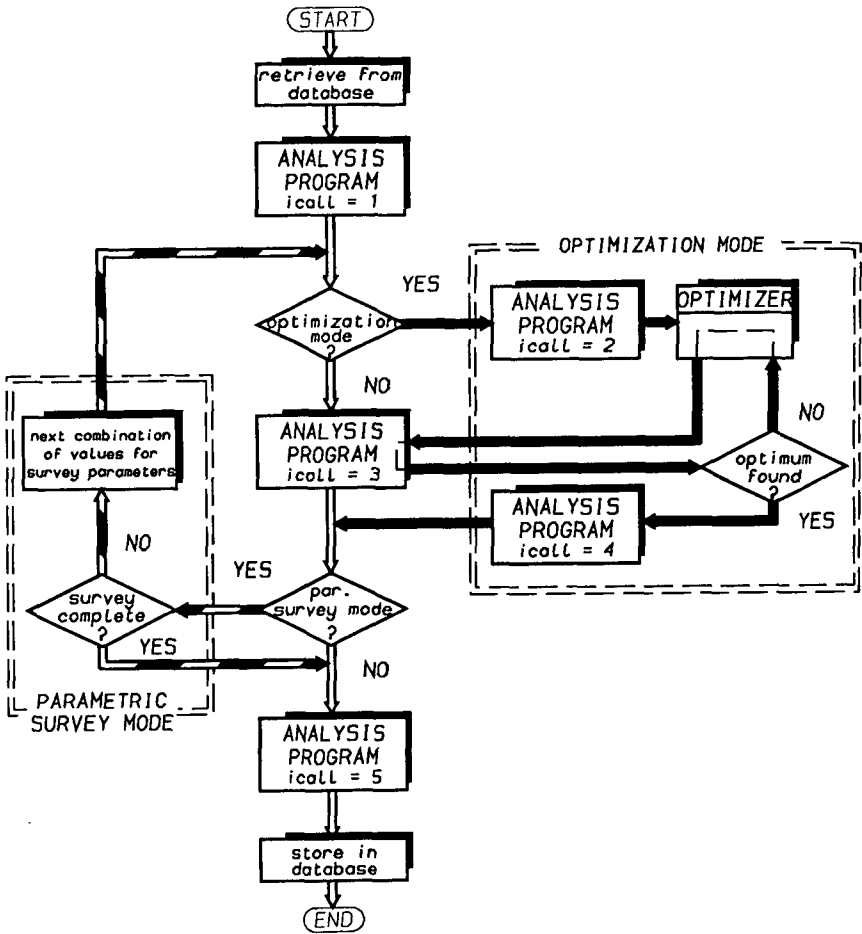 START
retrieve from
database
ANALYSIS
PROGRAM
icall = 1
OPTIMIZATION MODE
YES
optimization
mode
?
ANALYSIS
PROGRAM
icall = 2
OPTIMIZER
NO
next combination
of values for
survey parameters
ANALYSIS
PROGRAM
icall = 3
NO
optimum
found
?
YES
ANALYSIS
PROGRAM
icall = 4
NO
YES
survey
complete
?
YES
par.
survey mode
?
NO
PARAMETRIC
SURVEY MODE
ANALYSIS
PROGRAM
icall = 5
store in
database
END